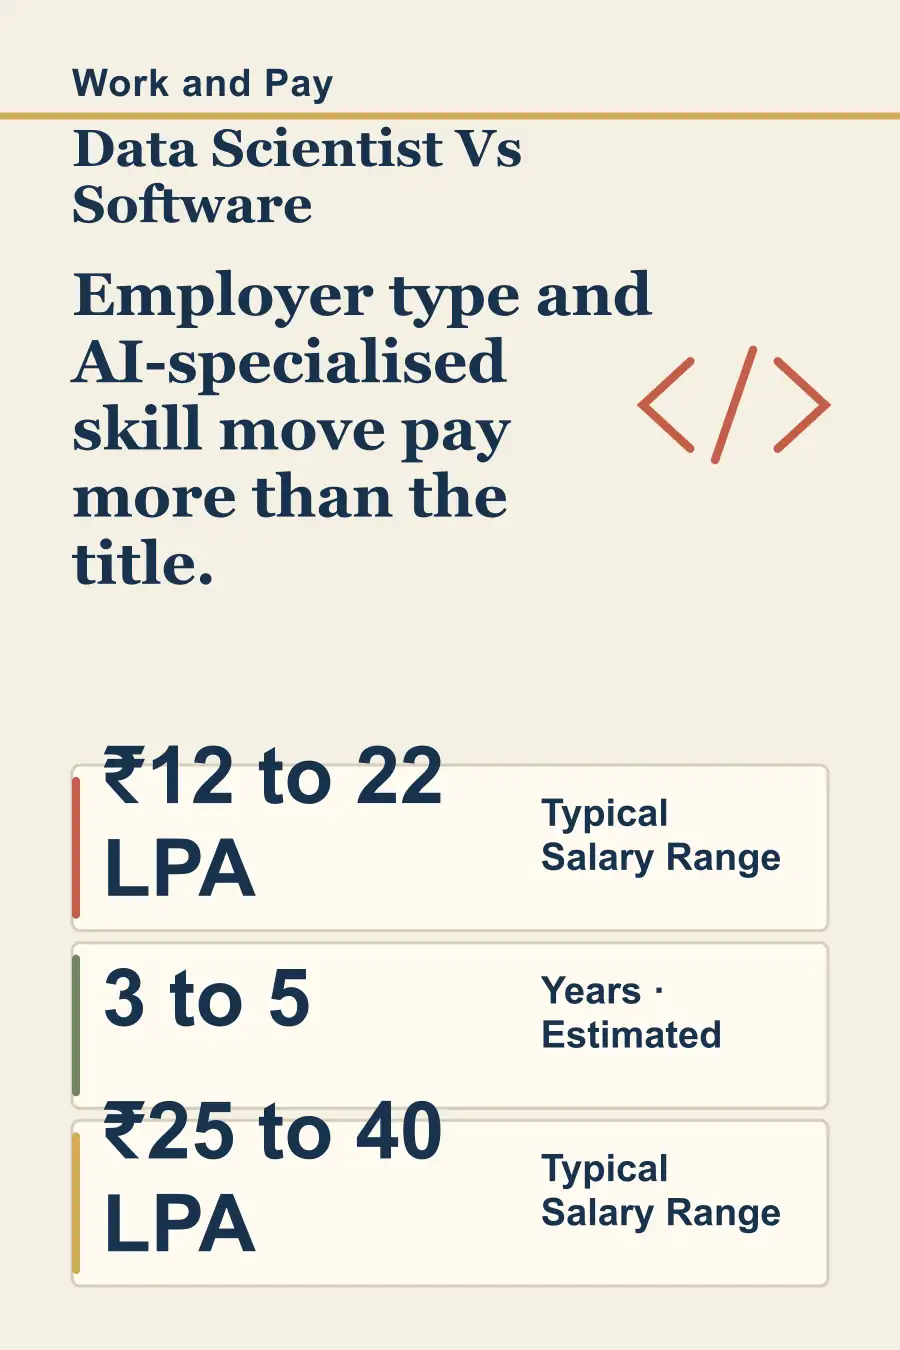 Work and Pay
Data Scientist Vs
Software
Employer type and
AI-specialised
skill move pay
more than the
title.
₹12 to 22
LPA
Typical
Salary Range
3 to 5
Years ·
Estimated
₹25 to 40
LPA
Typical
Salary Range